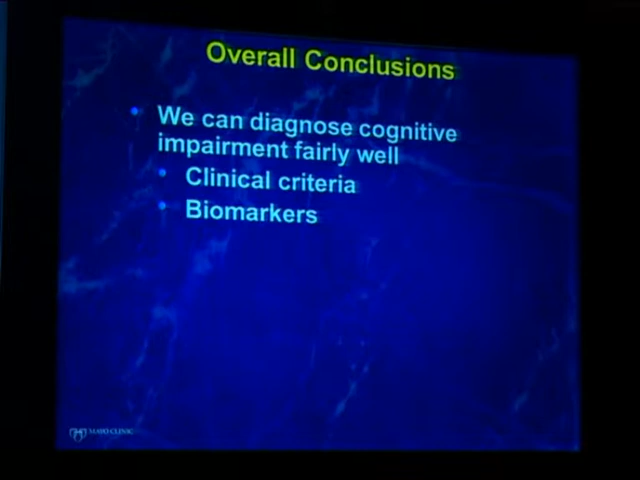 Overall Conclusions
• We can diagnose cognitive
impairment fairly well
• Clinical criteria
• Biomarkers
MAYO CLINIC